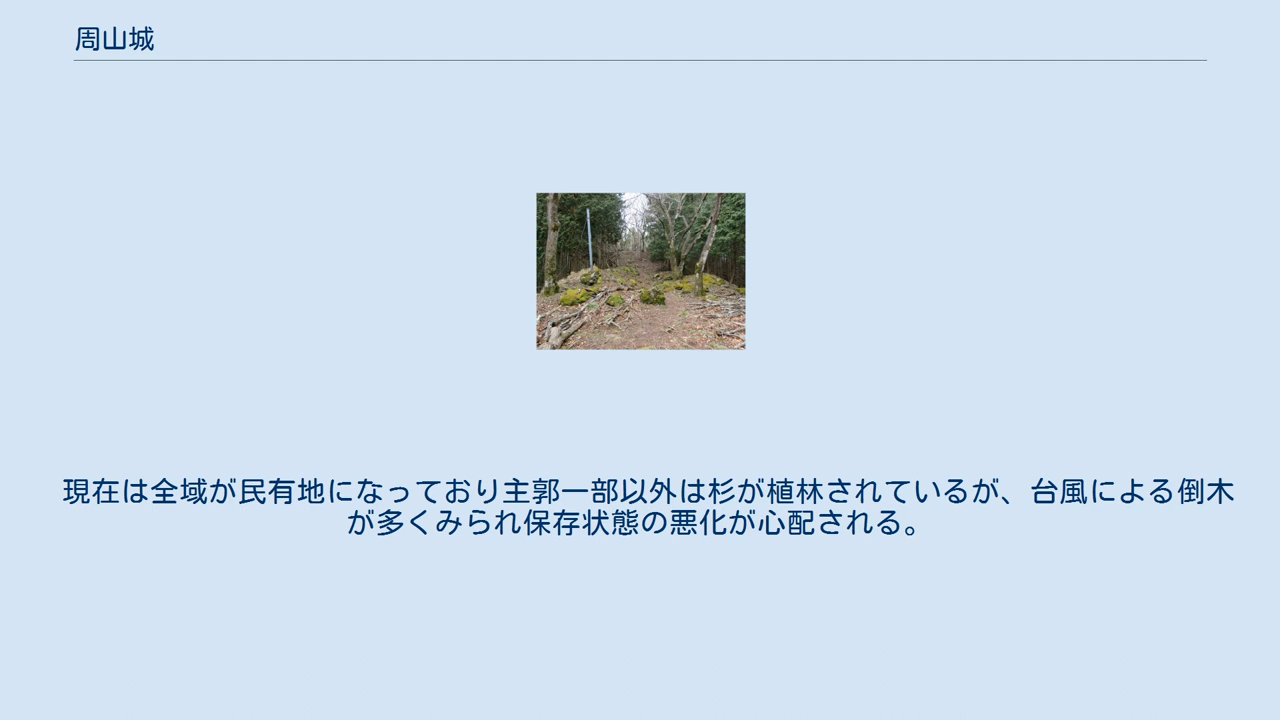 周山城
現在は全域が民有地になっており主郭一部以外は杉が植林されているが、台風による倒木
が多くみられ保存状態の悪化が心配される。